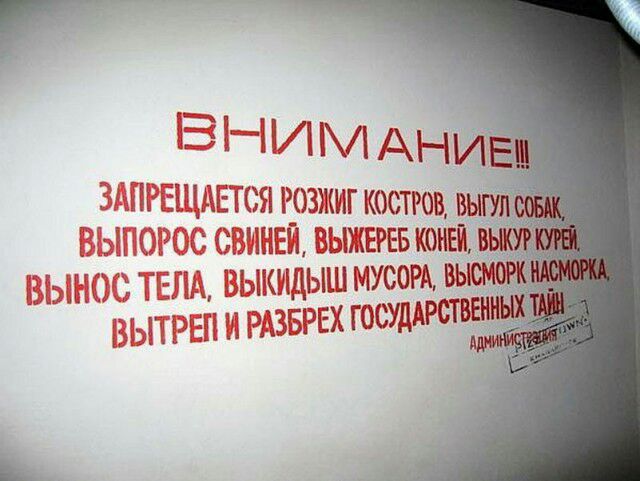 ВНИМАНИЕ!!!
ЗАПРЕЩАЕТСЯ РОЗЖИГ КОСТРОВ, ВЫГУЛ СОБАК,
ВЫПОРОС СВИНЕЙ, ВЫЖЕРЕБ КОНЕЙ, ВЫКУР КУРЕЙ,
ВЫНОС ТЕЛА, ВЫКИДЫШ МУСОРА, ВЫСМОРК НАСМОРКА,
ВЫТРЕП И РАЗБРЕХ ГОСУДАРСТВЕННЫХ ТАЙН
АДМИНИСТРАЦИЯ